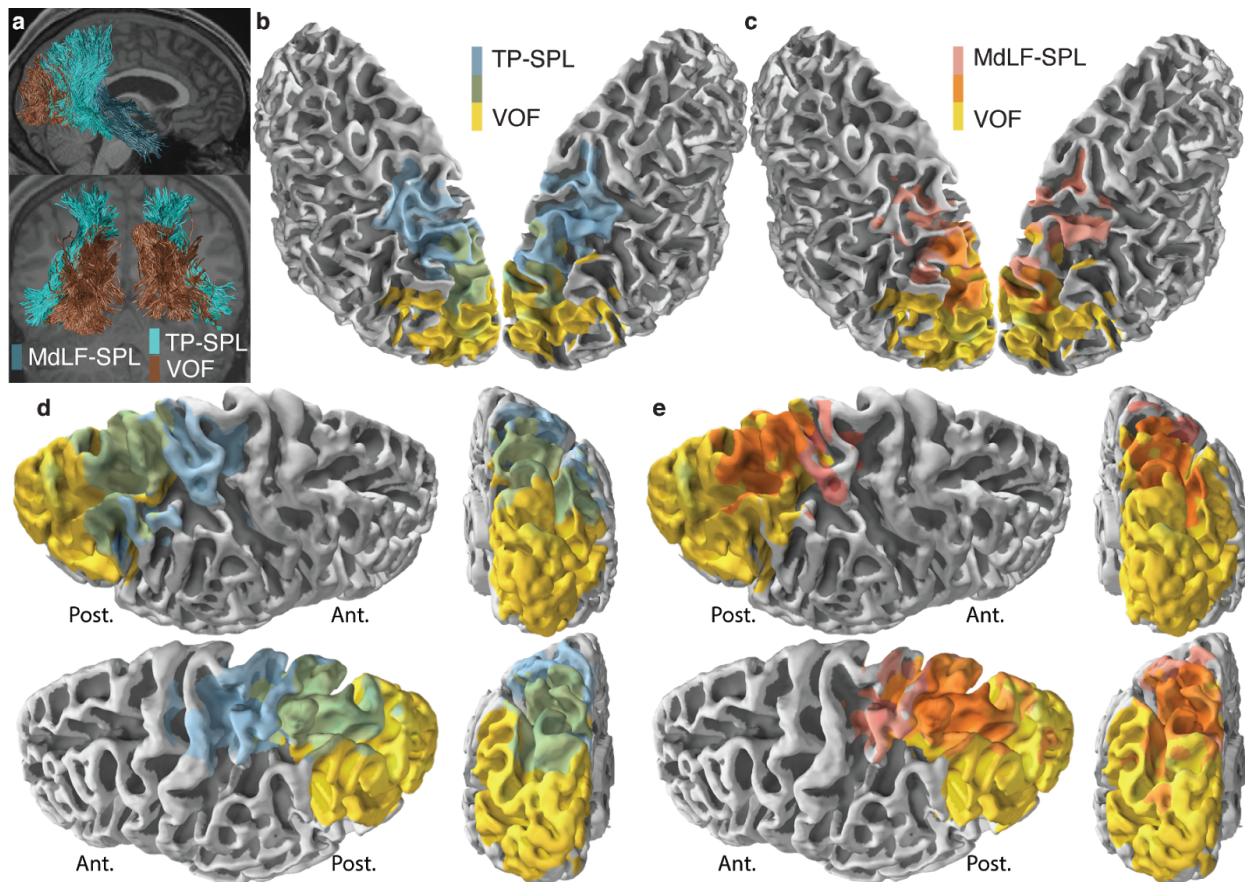 a
MdLF-SPL
TP-SPL
VOF
b
TP-SPL
VOF
c
MdLF-SPL
VOF
d
Post.
Ant.
Ant.
Post.
e
Post.
Ant.
Ant.
Post.